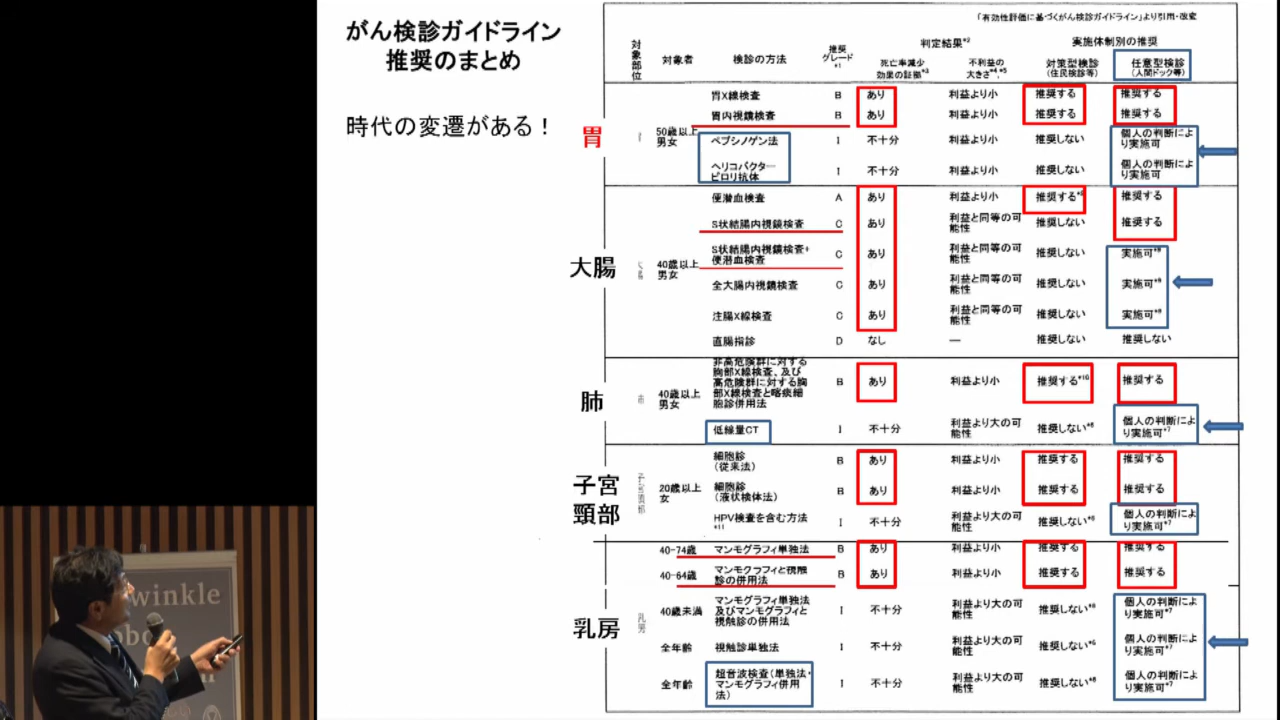 がん検診ガイドライン
推奨のまとめ
時代の変遷がある！
「有効性評価に基づくがん検診ガイドライン」より引用・改変
対象部位 対象者 検診の方法 推奨グレード*1 判定結果*2 実施体制別の推奨
死亡率減少効果の証拠*3 不利益の大きさ*4,*5 対策型検診（住民検診等） 任意型検診（人間ドック等）
胃 50歳以上男女
胃X線検査 B あり 利益より小 推奨する 推奨する
胃内視鏡検査 B あり 利益より小 推奨する 推奨する
ペプシノゲン法 I 不十分 利益より小 推奨しない 個人の判断により実施可
ヘリコバクターピロリ抗体 I 不十分 利益より小 推奨しない 個人の判断により実施可
大腸 40歳以上男女
便潜血検査 A あり 利益より小 推奨する 推奨する
S状結腸内視鏡検査 C あり 利益と同等の可能性 推奨しない 推奨する
S状結腸内視鏡検査+便潜血検査 C あり 利益と同等の可能性 推奨しない 実施可
全大腸内視鏡検査 C あり 利益と同等の可能性 推奨しない 実施可
注腸X線検査 C あり 利益と同等の可能性 推奨しない 実施可
直腸指診 D なし — 推奨しない 推奨しない
肺 40歳以上男女
非高危険群に対する胸部X線検査、及び高危険群に対する胸部X線検査と喀痰細胞診併用法 B あり 利益より小 推奨する*10 推奨する
低線量CT I 不十分 利益より大の可能性 推奨しない 個人の判断により実施可*7
子宮頸部 20歳以上女
細胞診（従来法） B あり 利益より小 推奨する 推奨する
細胞診（液状検体法） B あり 利益より小 推奨する 推奨する
HPV検査を含む方法*11 I 不十分 利益より大の可能性 推奨しない 個人の判断により実施可*7
乳房
40-74歳 マンモグラフィ単独法 B あり 利益より小 推奨する 推奨する
40-64歳 マンモグラフィと視触診の併用法 B あり 利益より小 推奨する 推奨する
40歳未満 マンモグラフィ単独法及びマンモグラフィと視触診の併用法 I 不十分 利益より大の可能性 推奨しない 個人の判断により実施可*7
全年齢 視触診単独法 I 不十分 利益より大の可能性 推奨しない 個人の判断により実施可*7
全年齢 超音波検査（単独法・マンモグラフィ併用法） I 不十分 利益より大の可能性 推奨しない 個人の判断により実施可*7
winkle